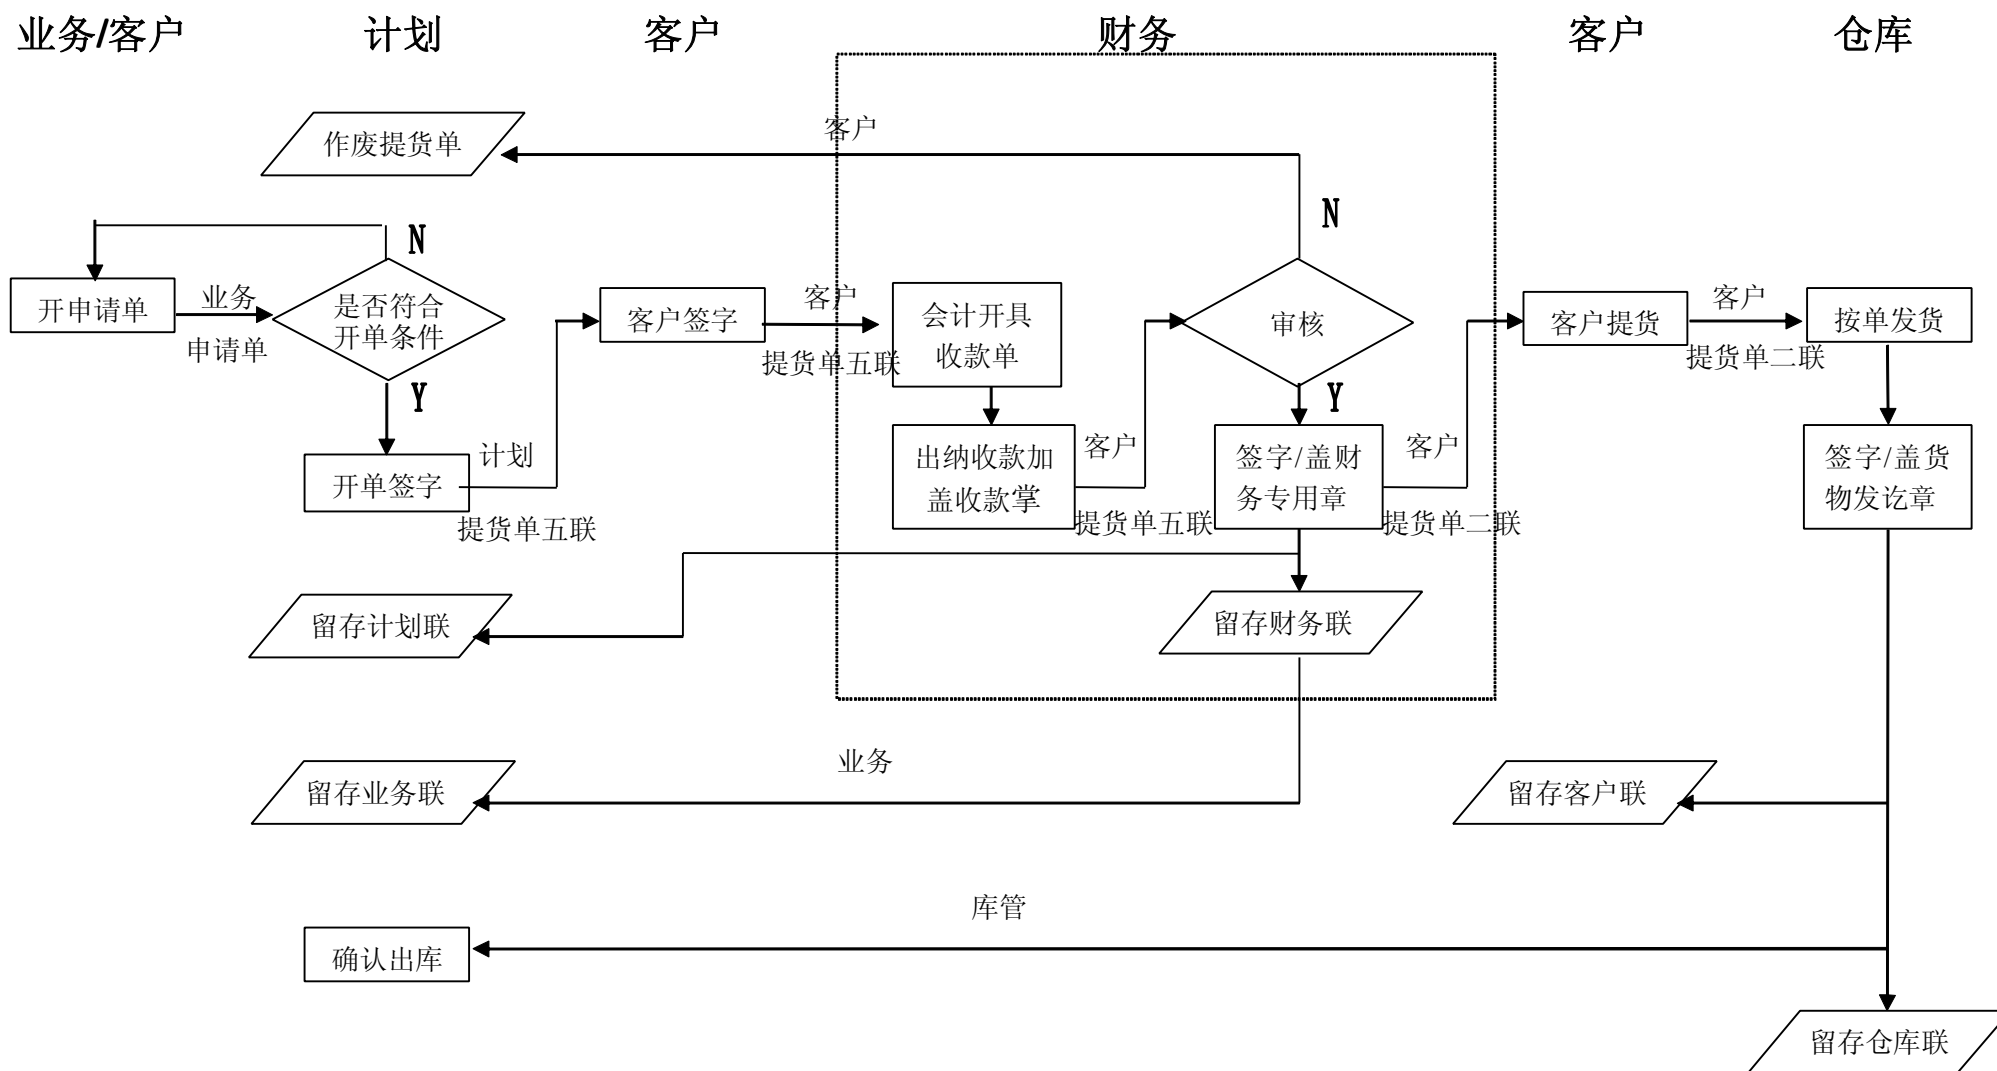 业务/客户
计划
客户
财务
客户
仓库
作废提货单
客户
N
N
开申请单
业务
申请单
是否符合
开单条件
客户签字
客户
提货单五联
会计开具
收款单
审核
客户提货
客户
提货单二联
按单发货
Y
Y
开单签字
计划
提货单五联
出纳收款加
盖收款掌
客户
提货单五联
签字/盖财
务专用章
客户
提货单二联
签字/盖货
物发讫章
留存计划联
留存财务联
业务
留存业务联
留存客户联
库管
确认出库
留存仓库联